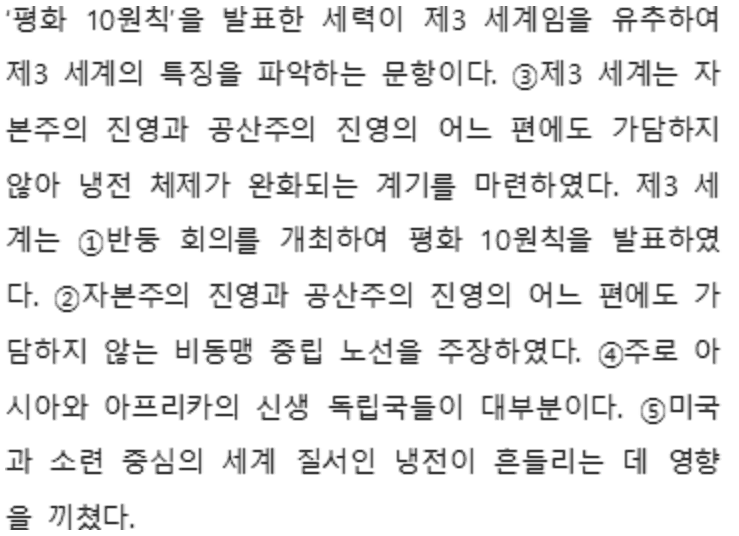 ‘평화 10원칙’을 발표한 세력이 제3 세계임을 유추하여
제3 세계의 특징을 파악하는 문항이다. ③제3 세계는 자
본주의 진영과 공산주의 진영의 어느 편에도 가담하지
않아 냉전 체제가 완화되는 계기를 마련하였다. 제3 세
계는 ①반둥 회의를 개최하여 평화 10원칙을 발표하였
다. ②자본주의 진영과 공산주의 진영의 어느 편에도 가
담하지 않는 비동맹 중립 노선을 주장하였다. ④주로 아
시아와 아프리카의 신생 독립국들이 대부분이다. ⑤미국
과 소련 중심의 세계 질서인 냉전이 흔들리는 데 영향
을 끼쳤다.